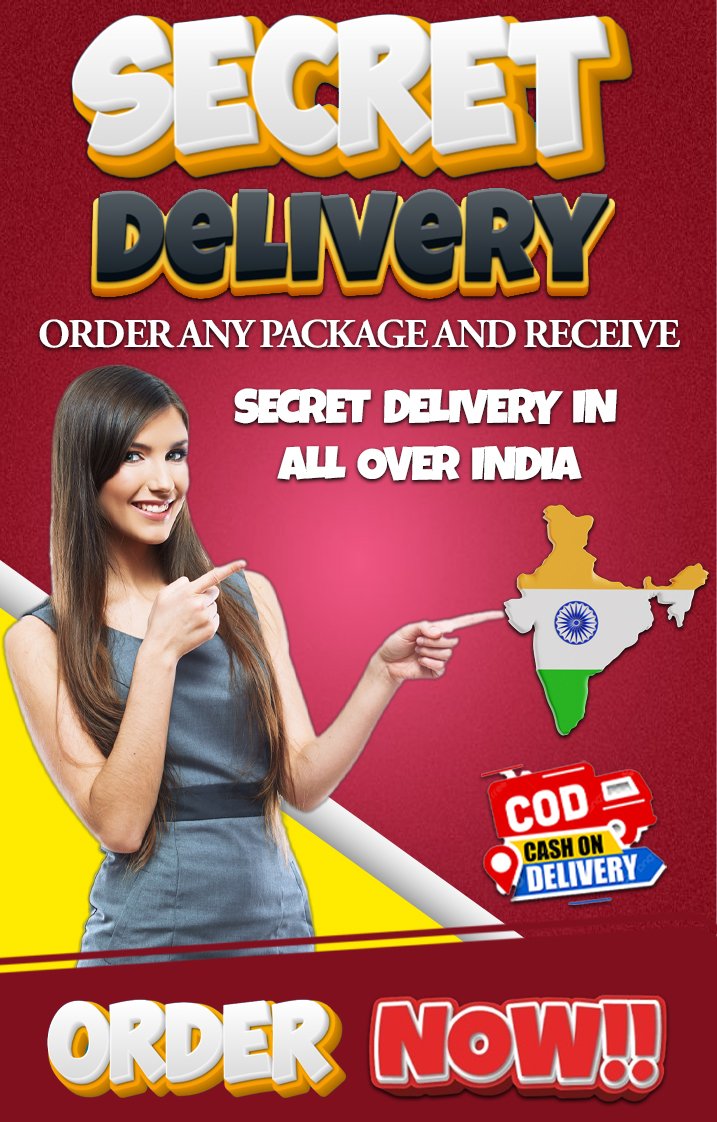 SECRET
DeLIVeRY
ORDER ANY PACKAGE AND RECEIVE
SECRET DELIVERY IN
ALL OVER INDIA
COD
CASH ON
DELIVERY
ORDER NOW!!